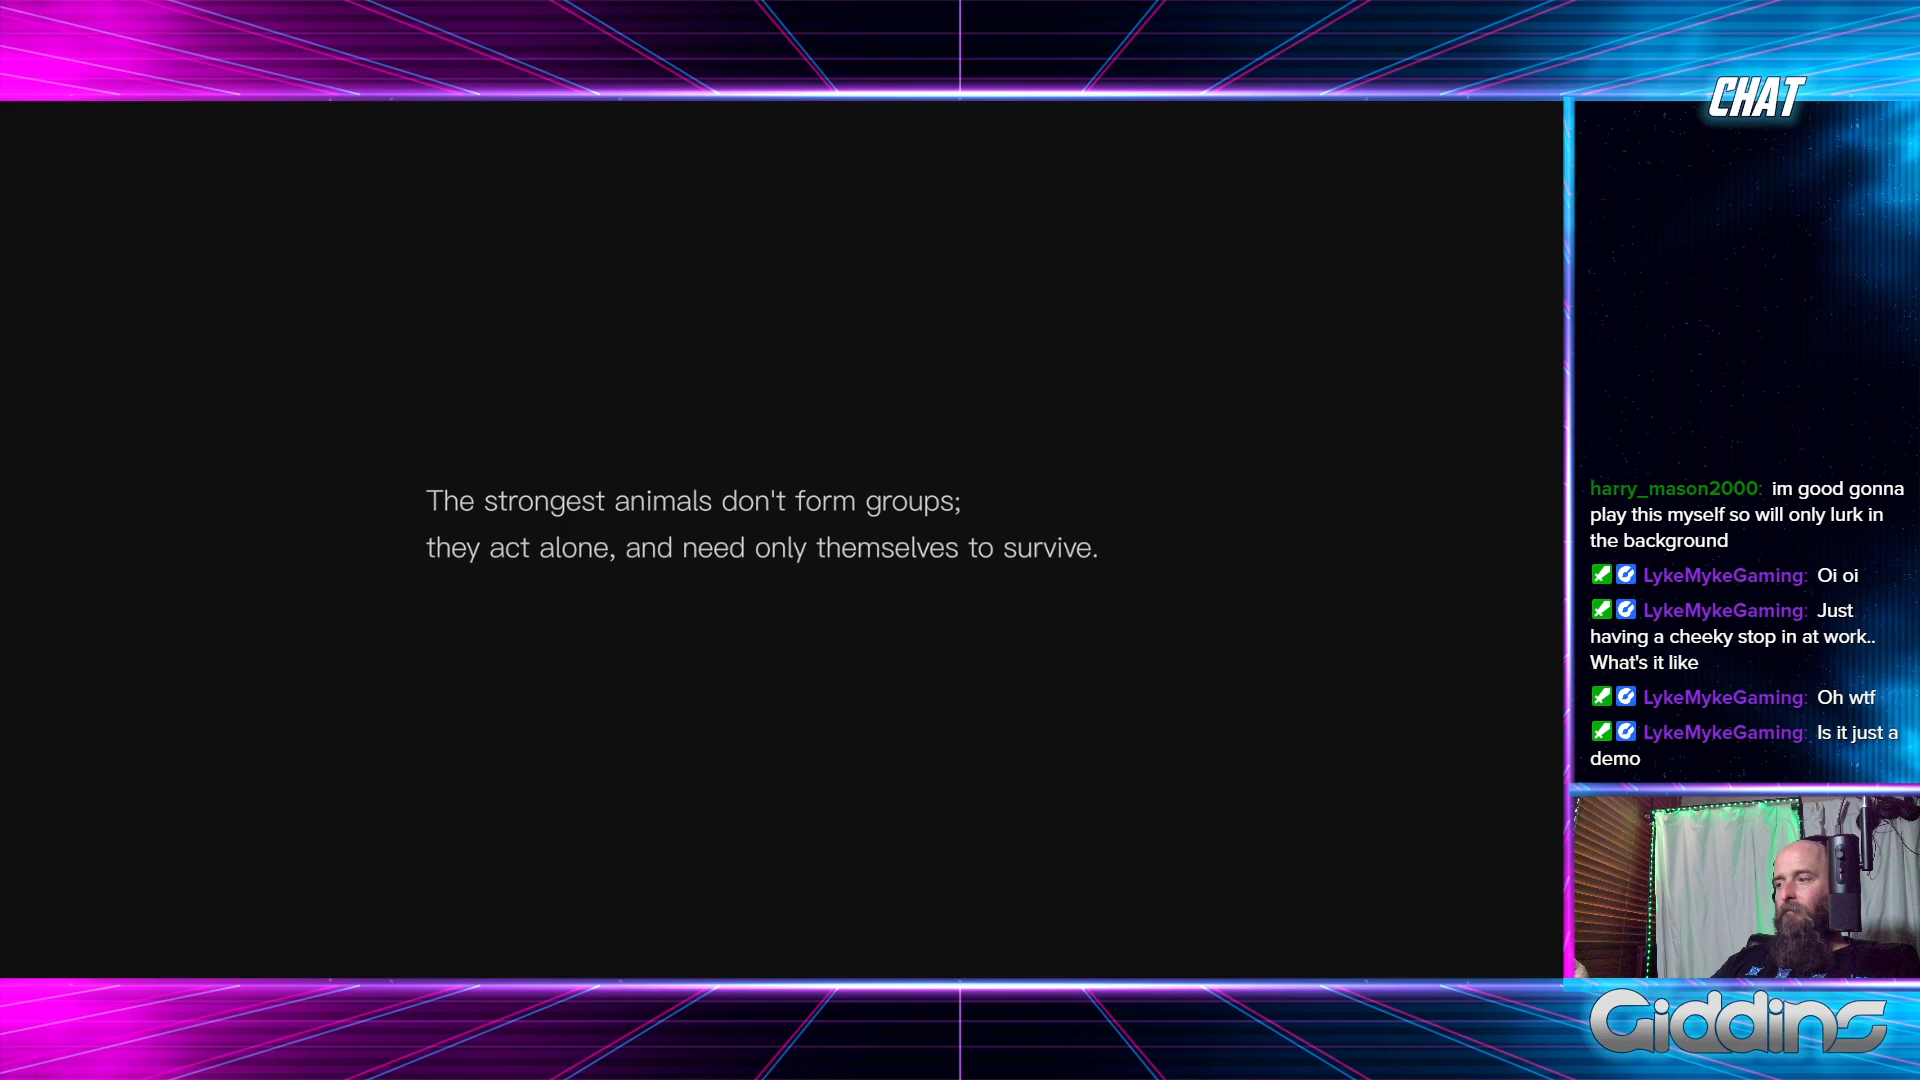 CHAT
The strongest animals don't form groups;
they act alone, and need only themselves to survive.
harry_mason2000: im good gonna
play this myself so will only lurk in
the background
LykeMykeGaming: Oi oi
LykeMykeGaming: Just
having a cheeky stop in at work..
What's it like
LykeMykeGaming: Oh wtf
LykeMykeGaming: Is it just a
demo
Giddins